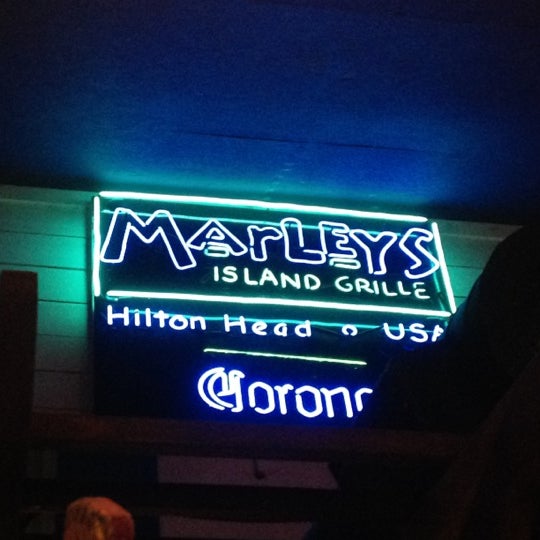 MARLEYS
ISLAND GRILLE
Hilton Head USA
Corona